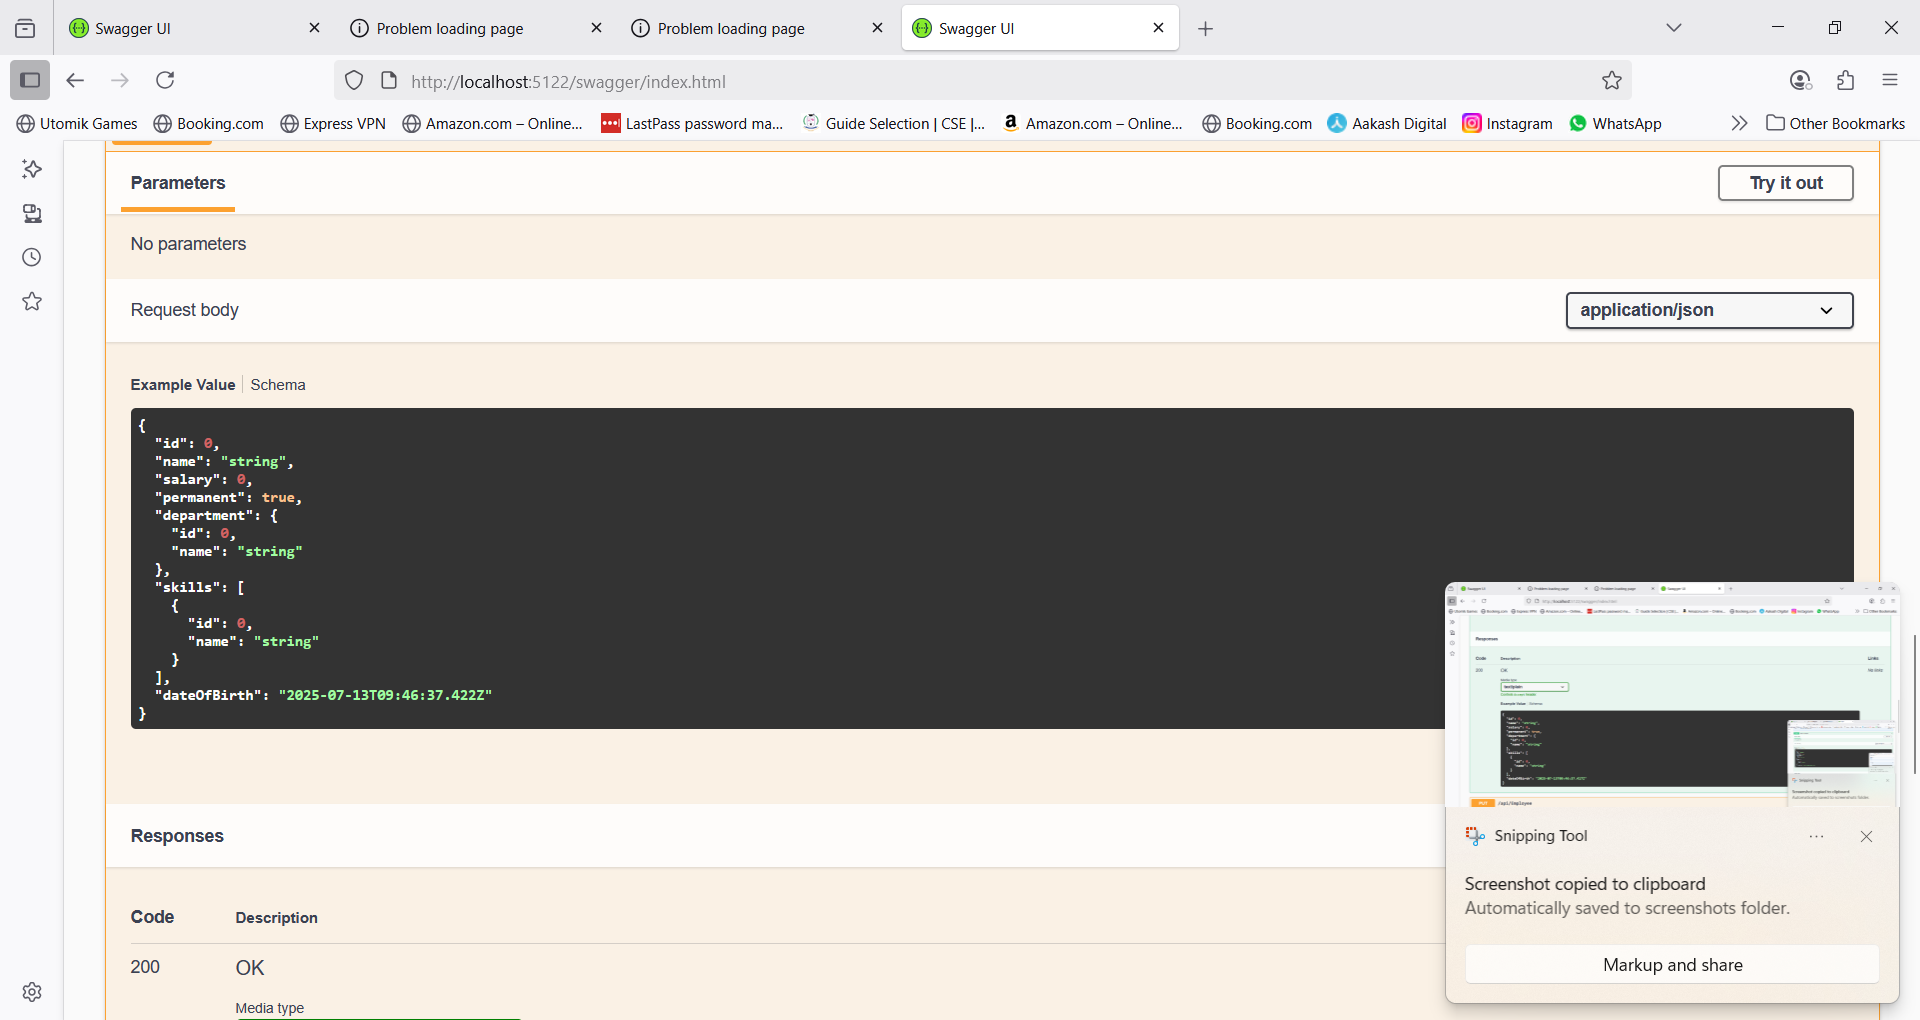 Swagger UI
Problem loading page
Problem loading page
Swagger UI
http://localhost:5122/swagger/index.html
Utomik Games
Booking.com
Express VPN
Amazon.com – Online...
LastPass password ma...
Guide Selection | CSE |...
Amazon.com – Online...
Booking.com
Aakash Digital
Instagram
WhatsApp
Other Bookmarks
Parameters
Try it out
No parameters
Request body
application/json
Example Value
Schema
{
"id": 0,
"name": "string",
"salary": 0,
"permanent": true,
"department": {
"id": 0,
"name": "string"
},
"skills": [
{
"id": 0,
"name": "string"
}
],
"dateOfBirth": "2025-07-13T09:46:37.422Z"
}
Responses
Code
Description
200
OK
Media type
Responses
Code
Description
200
OK
Snipping Tool
Screenshot copied to clipboard
Automatically saved to screenshots folder.
Markup and share